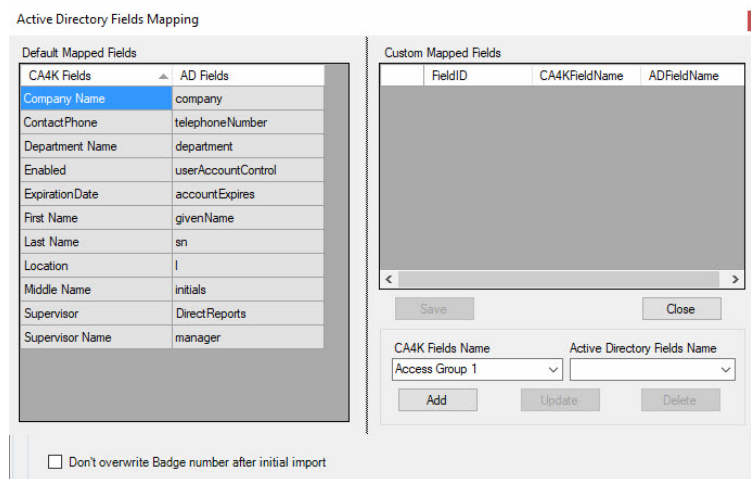 Active Directory Fields Mapping
Default Mapped Fields
CA4K Fields AD Fields
Company Name company
ContactPhone telephoneNumber
Department Name department
Enabled userAccountControl
ExpirationDate accountExpires
First Name givenName
Last Name sn
Location l
Middle Name initials
Supervisor DirectReports
Supervisor Name manager
Custom Mapped Fields
FieldID CA4KFieldName ADFieldName
Save Close
CA4K Fields Name Active Directory Fields Name
Access Group 1
Add Update Delete
Don't overwrite Badge number after initial import